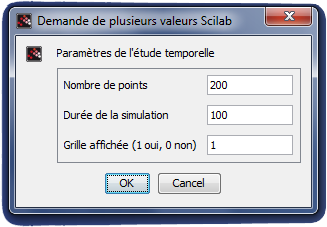 Demande de plusieurs valeurs Scilab
Paramètres de l'étude temporelle
Nombre de points 200
Durée de la simulation 100
Grille affichée (1 oui, 0 non) 1
OK Cancel